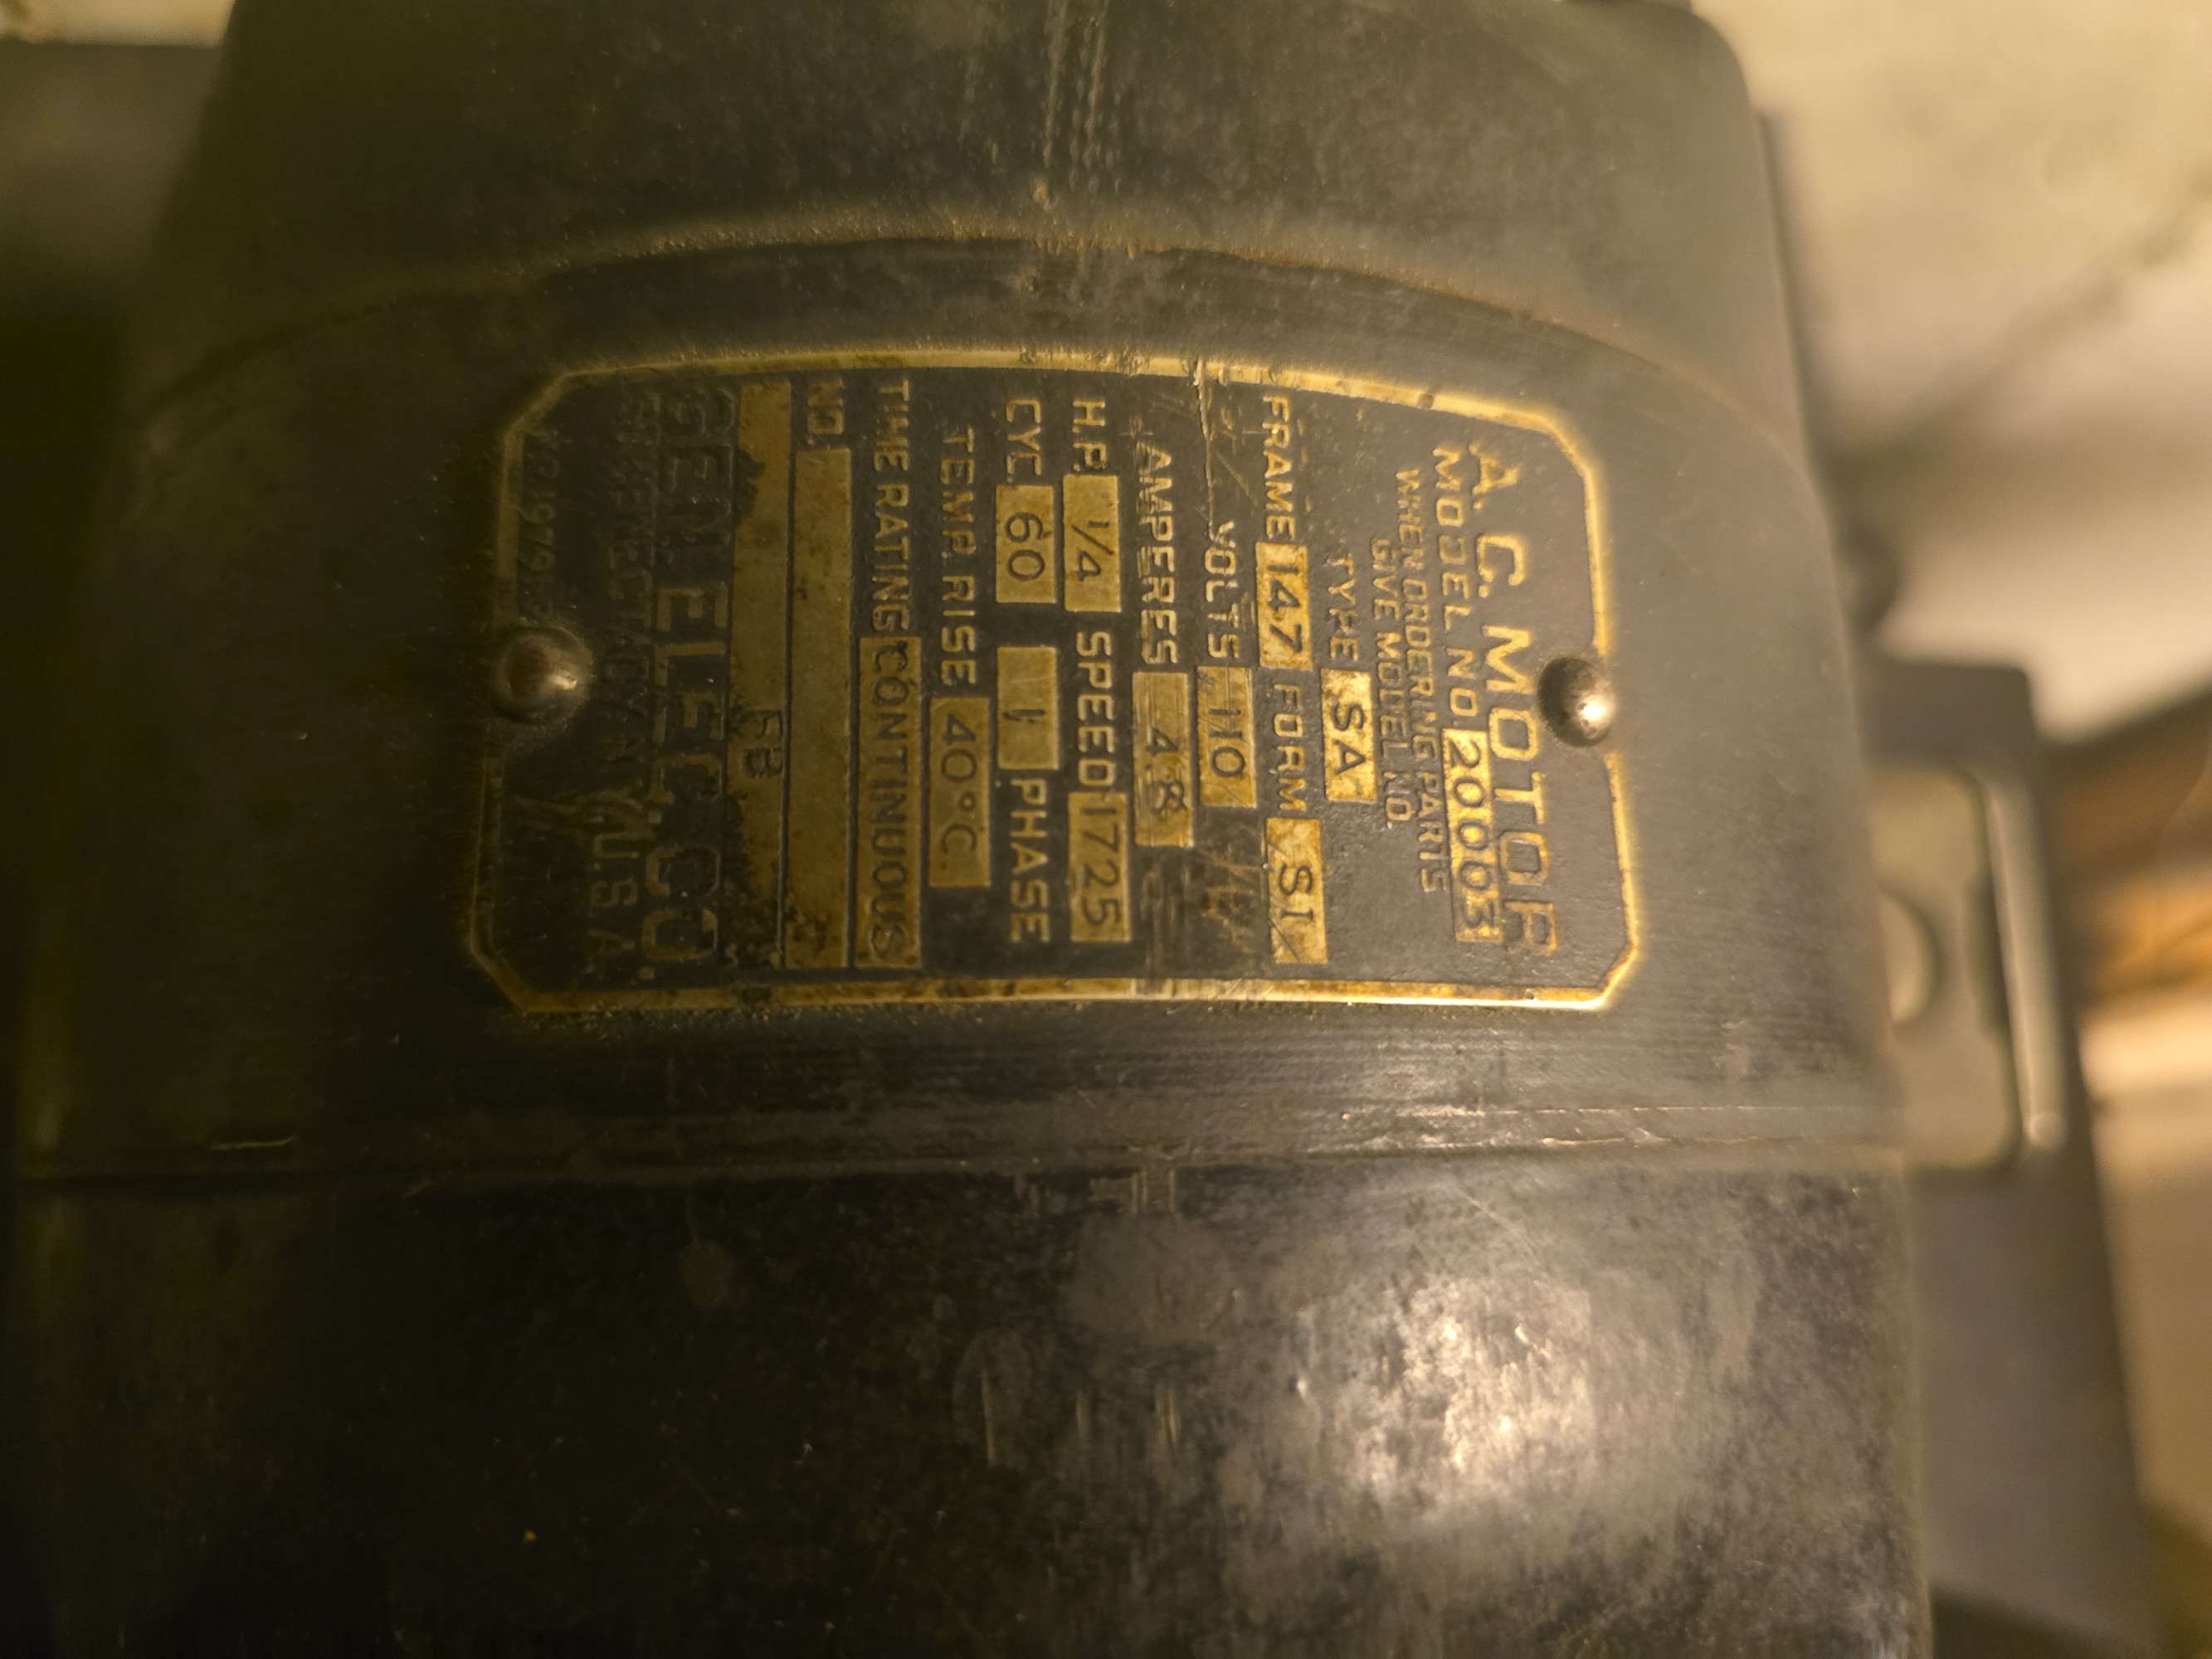 A.C. MOTOR
MODEL NO. 200003
WHEN ORDERING PARTS
GIVE MODEL NO.
TYPE SA
FRAME 147 FORM SI
VOLTS 110
AMPERES 4.8
H.P. 1/4 SPEED 1725
CYC. 60 1 PHASE
TEMP. RISE 40°C.
TIME RATING CONTINUOUS
NO.
5B
GEN. ELEC. CO.
SCHENECTADY, N.Y. U.S.A.